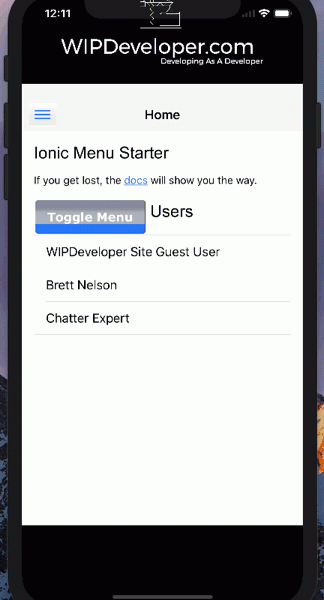 12:11
WIPDeveloper.com
Developing As A Developer
Home
Ionic Menu Starter
If you get lost, the docs will show you the way.
Toggle Menu Users
WIPDeveloper Site Guest User
Brett Nelson
Chatter Expert